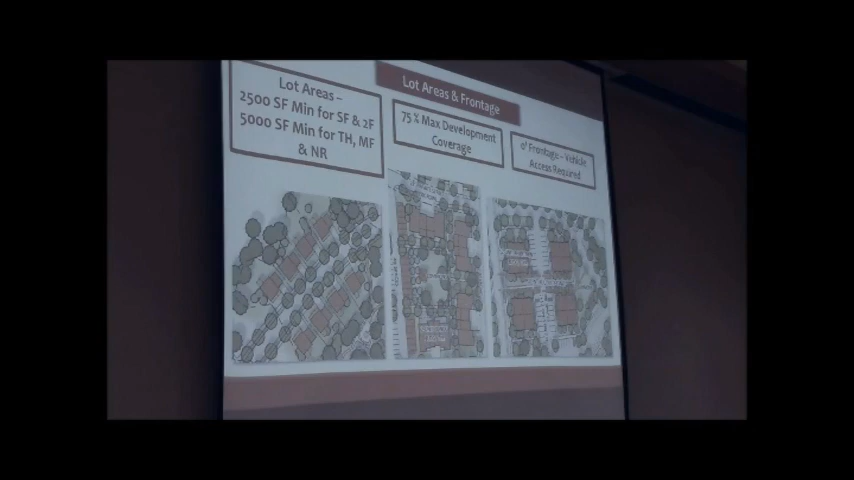 Lot Areas & Frontage
Lot Areas –
2500 SF Min for SF & 2F
5000 SF Min for TH, MF
& NR
75 % Max Development
Coverage
0' Frontage – Vehicle
Access Required